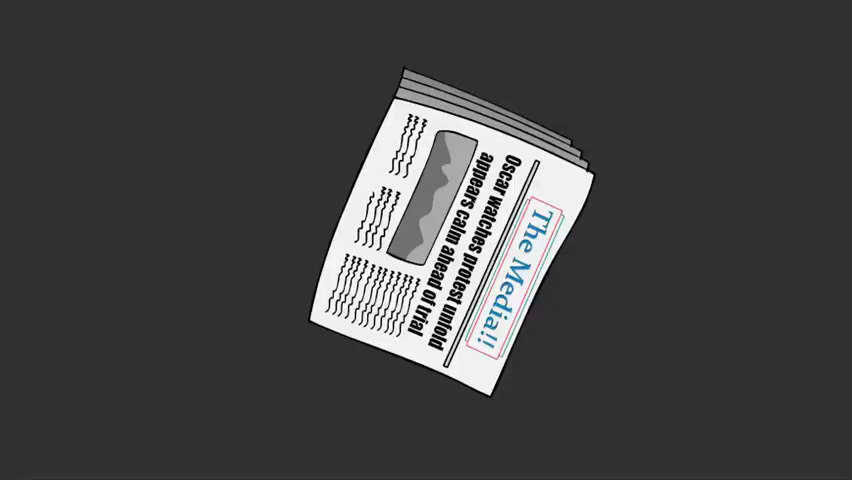 The Media!!
Oscar watches protest unfold
appears calm ahead of trial